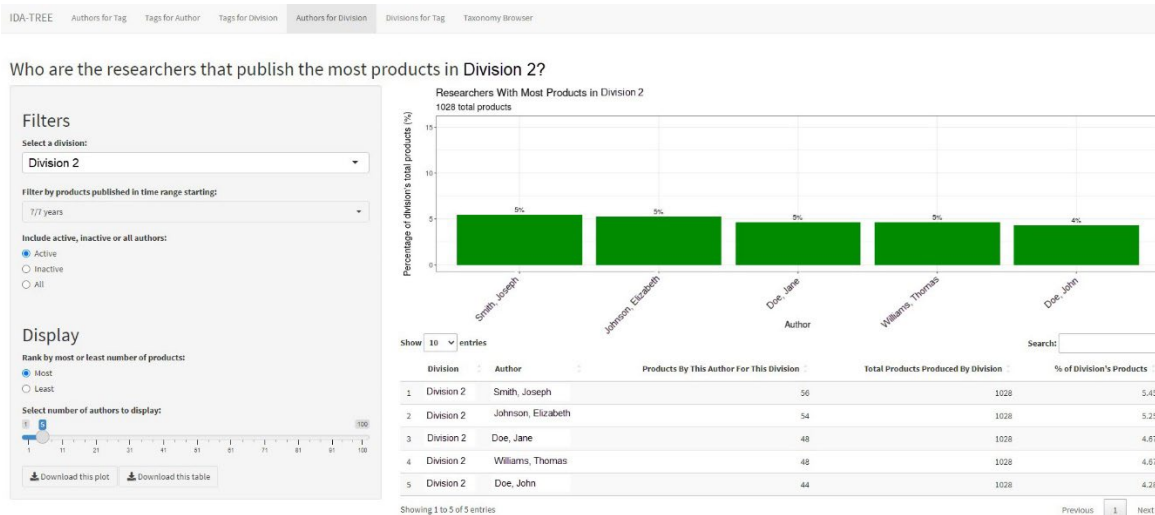 IDA-TREE Authors for Tag Tags for Author Tags for Division Authors for Division Divisions for Tag Taxonomy Browser
Who are the researchers that publish the most products in Division 2?
Filters
Select a division:
Division 2
Filter by products published in time range starting:
7/7 years
Include active, inactive or all authors:
Active
Inactive
All
Display
Rank by most or least number of products:
Most
Least
Select number of authors to display:
1 5 100
1 11 21 31 41 51 61 71 81 91 100
Download this plot Download this table
Researchers With Most Products in Division 2
1028 total products
Percentage of division's total products (%)
15
10
5
0
5% 5% 5% 5% 4%
Smith, Joseph Johnson, Elizabeth Doe, Jane Williams, Thomas Doe, John
Author
Show 10 entries Search:
Division Author Products By This Author For This Division Total Products Produced By Division % of Division's Products
1 Division 2 Smith, Joseph 56 1028 5.45
2 Division 2 Johnson, Elizabeth 54 1028 5.25
3 Division 2 Doe, Jane 48 1028 4.67
4 Division 2 Williams, Thomas 48 1028 4.67
5 Division 2 Doe, John 44 1028 4.28
Showing 1 to 5 of 5 entries Previous 1 Next